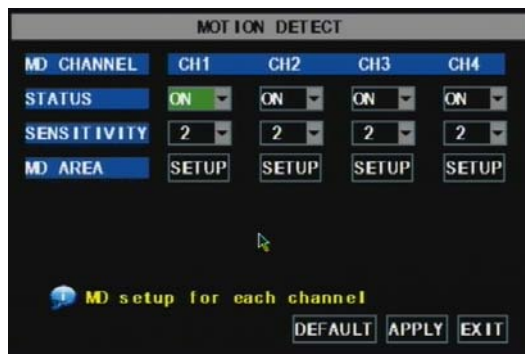 MOTION DETECT
MD CHANNEL CH1 CH2 CH3 CH4
STATUS ON ON ON ON
SENSITIVITY 2 2 2 2
MD AREA SETUP SETUP SETUP SETUP
MD setup for each channel
DEFAULT APPLY EXIT